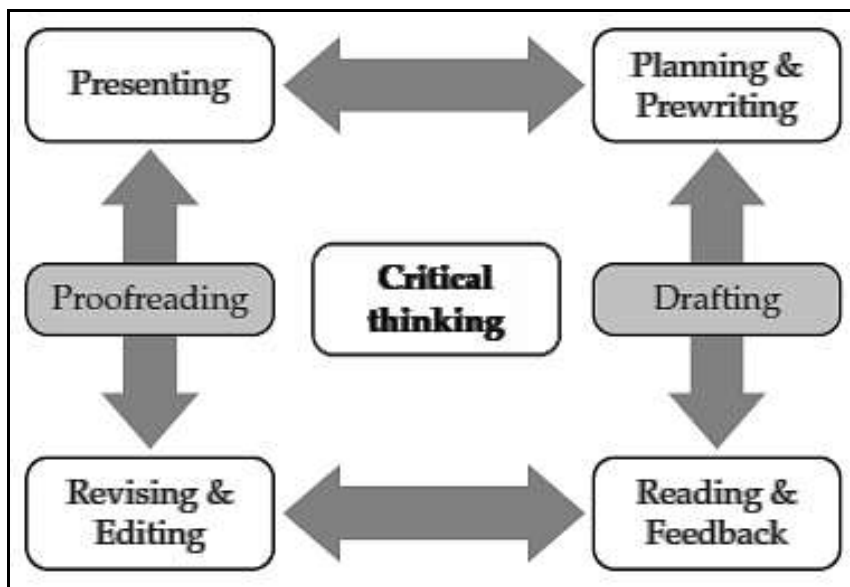 Presenting
Planning &
Prewriting
Proofreading
Critical
thinking
Drafting
Revising &
Editing
Reading &
Feedback